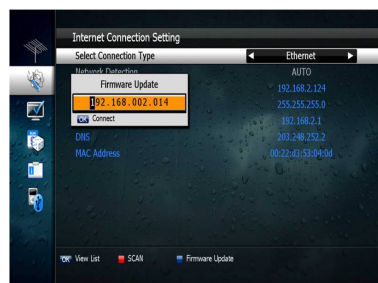 Internet Connection Setting
Select Connection Type Ethernet
Network Detection AUTO
Firmware Update
192.168.2.124
192.168.002.014
255.255.255.0
OK Connect
192.168.2.1
DNS 203.248.252.2
MAC Address 00:22:d3:53:04:0d
OK View List SCAN Firmware Update